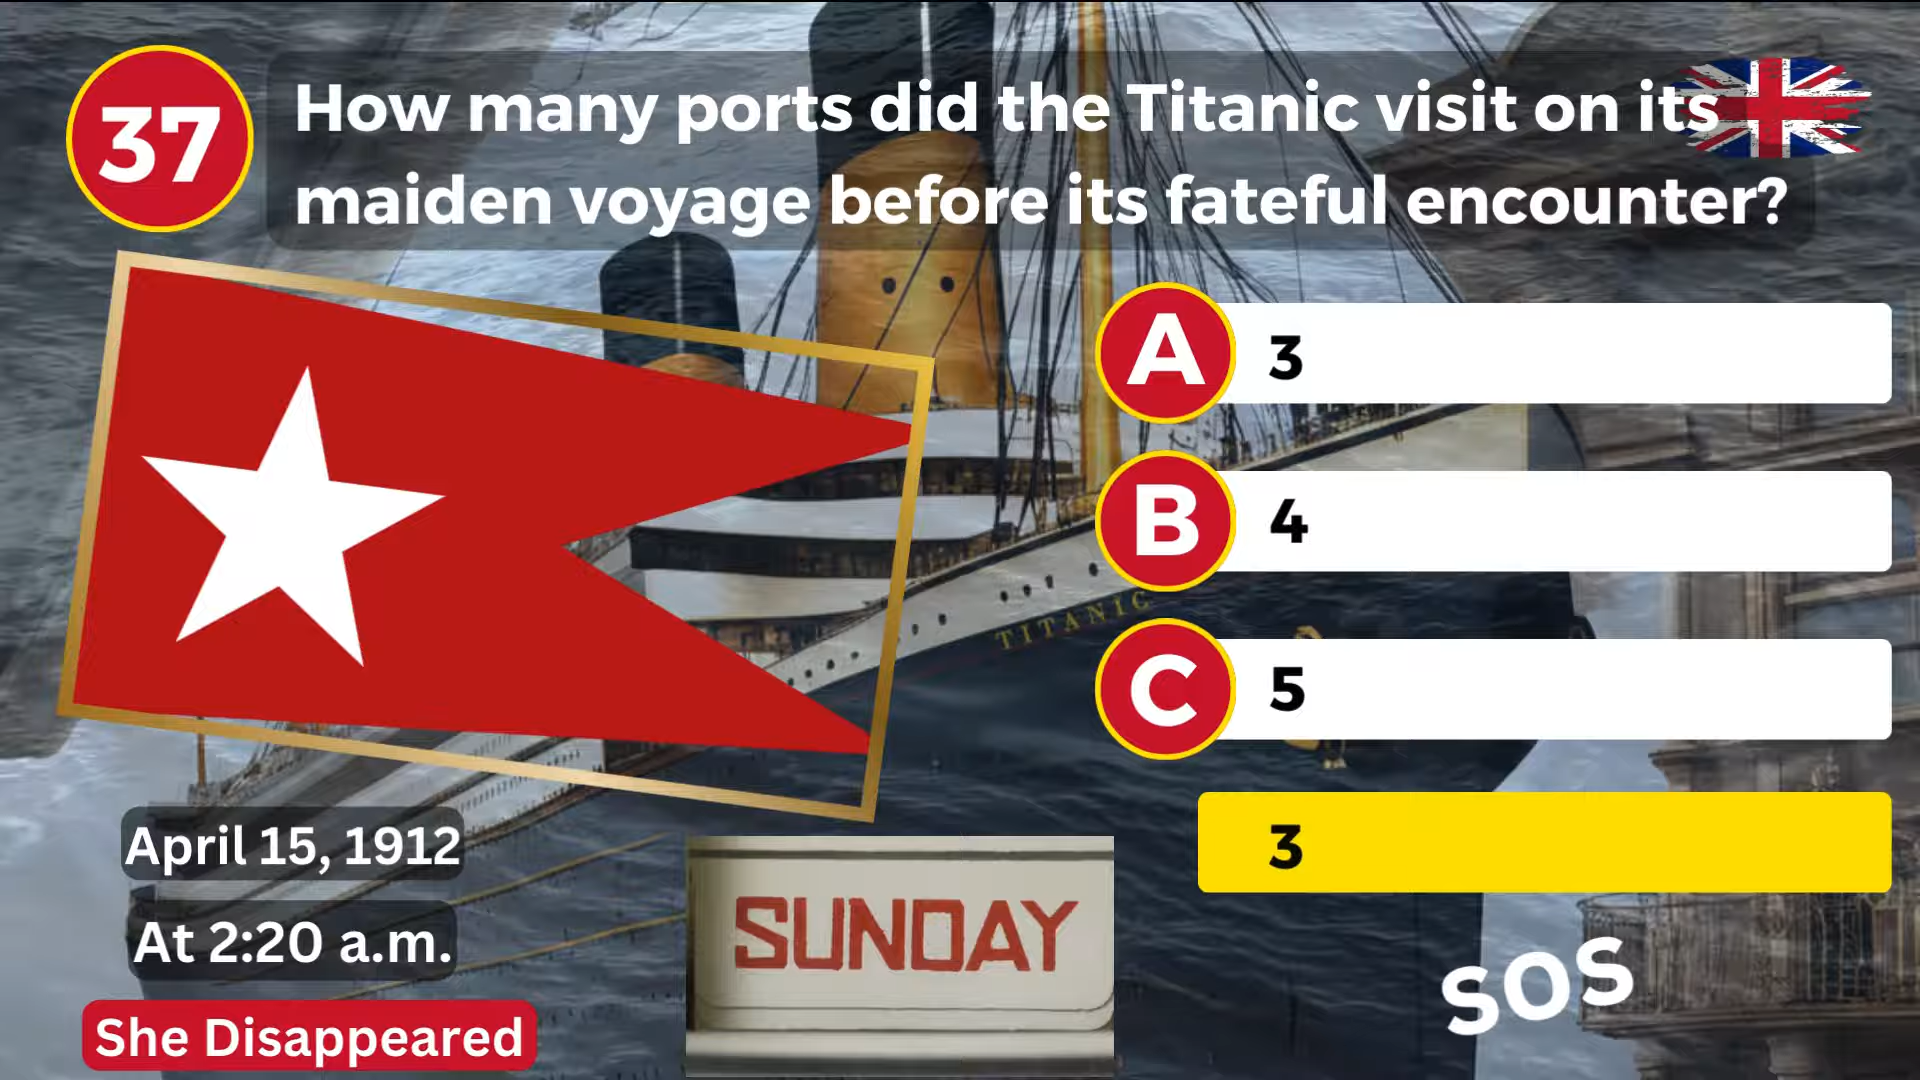 37
How many ports did the Titanic visit on its
maiden voyage before its fateful encounter?
A 3
B 4
C 5
3
TITANIC
April 15, 1912
At 2:20 a.m.
She Disappeared
SUNDAY
SOS